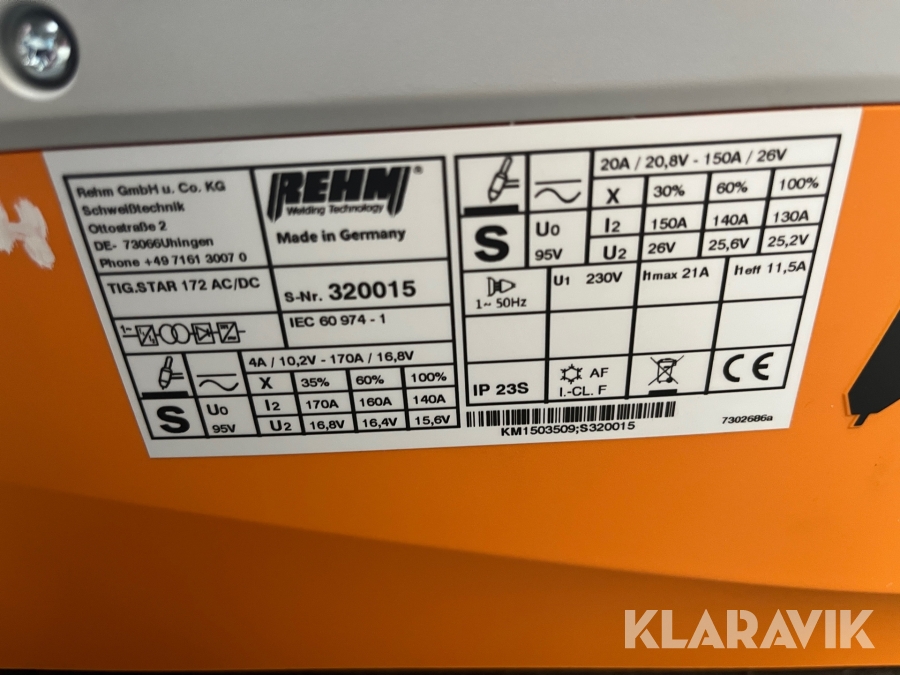 Rehm GmbH u. Co. KG
Schweißtechnik
Ottostraße 2
DE- 73066Uhingen
Phone +49 7161 3007 0
REHM®
Welding Technology
Made in Germany
TIG.STAR 172 AC/DC
S-Nr. 320015
1~
IEC 60 974 - 1
4A / 10,2V - 170A / 16,8V
X 35% 60% 100%
S U0 95V
I2 170A 160A 140A
U2 16,8V 16,4V 15,6V
20A / 20,8V - 150A / 26V
X 30% 60% 100%
S U0 95V
I2 150A 140A 130A
U2 26V 25,6V 25,2V
1~ 50Hz
U1 230V
I1max 21A
I1eff 11,5A
IP 23S
AF
I.-CL. F
CE
KM1503509;S320015
7302686a
KLARAVIK